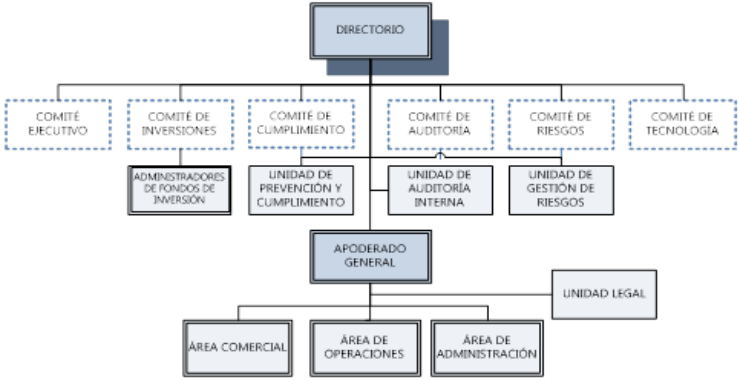 DIRECTORIO
COMITÉ
EJECUTIVO
COMITÉ DE
INVERSIONES
COMITÉ DE
CUMPLIMIENTO
COMITÉ DE
AUDITORÍA
COMITÉ DE
RIESGOS
COMITÉ DE
TECNOLOGÍA
ADMINISTRADORES
DE FONDOS DE
INVERSIÓN
UNIDAD DE
PREVENCIÓN Y
CUMPLIMIENTO
UNIDAD DE
AUDITORÍA
INTERNA
UNIDAD DE
GESTIÓN DE
RIESGOS
APODERADO
GENERAL
UNIDAD LEGAL
ÁREA COMERCIAL
ÁREA DE
OPERACIONES
ÁREA DE
ADMINISTRACIÓN